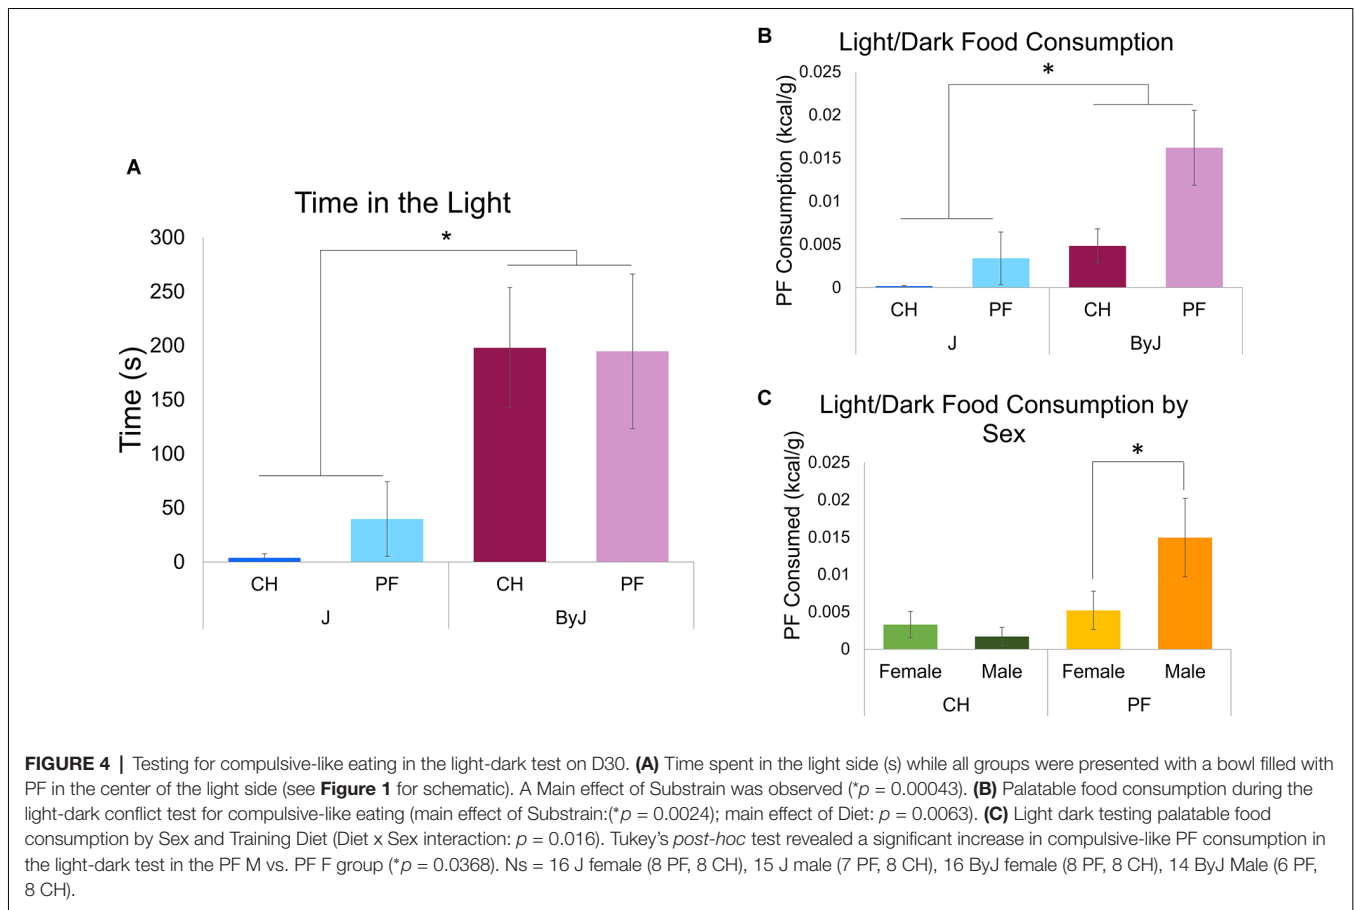 A
Time in the Light
*
Time (s)
300
250
200
150
100
50
0
CH
PF
CH
PF
J
ByJ
B
Light/Dark Food Consumption
*
PF Consumption (kcal/g)
0.025
0.02
0.015
0.01
0.005
0
CH
PF
CH
PF
J
ByJ
C
Light/Dark Food Consumption by
Sex
*
PF Consumed (kcal/g)
0.025
0.02
0.015
0.01
0.005
0
Female
Male
Female
Male
CH
PF
FIGURE 4 | Testing for compulsive-like eating in the light-dark test on D30. (A) Time spent in the light side (s) while all groups were presented with a bowl filled with
PF in the center of the light side (see Figure 1 for schematic). A Main effect of Substrain was observed (*p = 0.00043). (B) Palatable food consumption during the
light-dark conflict test for compulsive-like eating (main effect of Substrain:(*p = 0.0024); main effect of Diet: p = 0.0063). (C) Light dark testing palatable food
consumption by Sex and Training Diet (Diet x Sex interaction: p = 0.016). Tukey's post-hoc test revealed a significant increase in compulsive-like PF consumption in
the light-dark test in the PF M vs. PF F group (*p = 0.0368). Ns = 16 J female (8 PF, 8 CH), 15 J male (7 PF, 8 CH), 16 ByJ female (8 PF, 8 CH), 14 ByJ Male (6 PF,
8 CH).